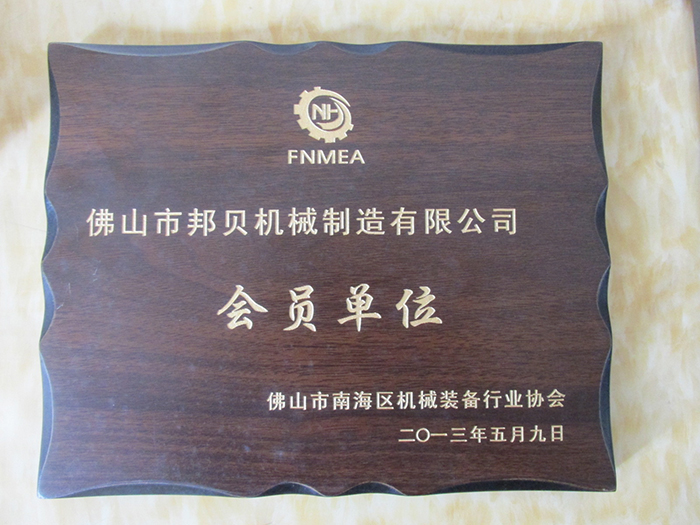 NH
FNMEA
佛山市邦贝机械制造有限公司
会员单位
佛山市南海区机械装备行业协会
二〇一三年五月九日